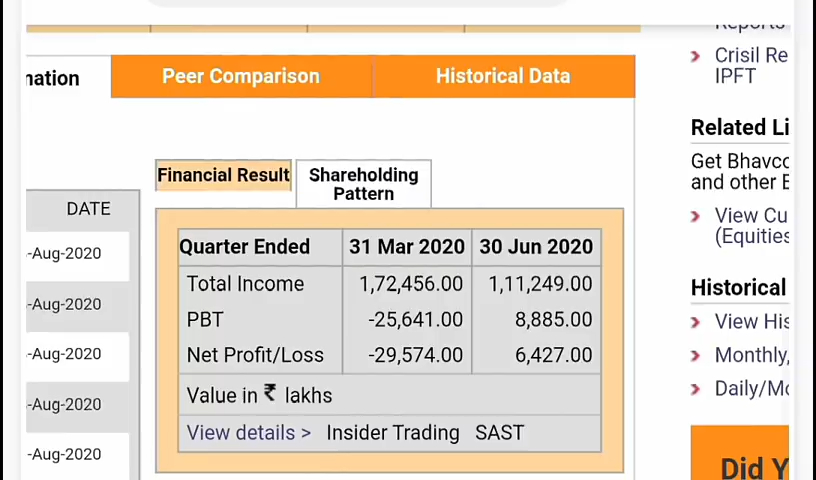 Reports
Crisil Re
IPFT
mation
Peer Comparison
Historical Data
Related Li
Get Bhavco
and other E
View Cu
(Equities
Financial Result
Shareholding
Pattern
DATE
-Aug-2020
-Aug-2020
-Aug-2020
-Aug-2020
-Aug-2020
Quarter Ended 31 Mar 2020 30 Jun 2020
Total Income 1,72,456.00 1,11,249.00
PBT -25,641.00 8,885.00
Net Profit/Loss -29,574.00 6,427.00
Value in ₹ lakhs
View details > Insider Trading SAST
Historical
View His
Monthly,
Daily/Mo
Did Y